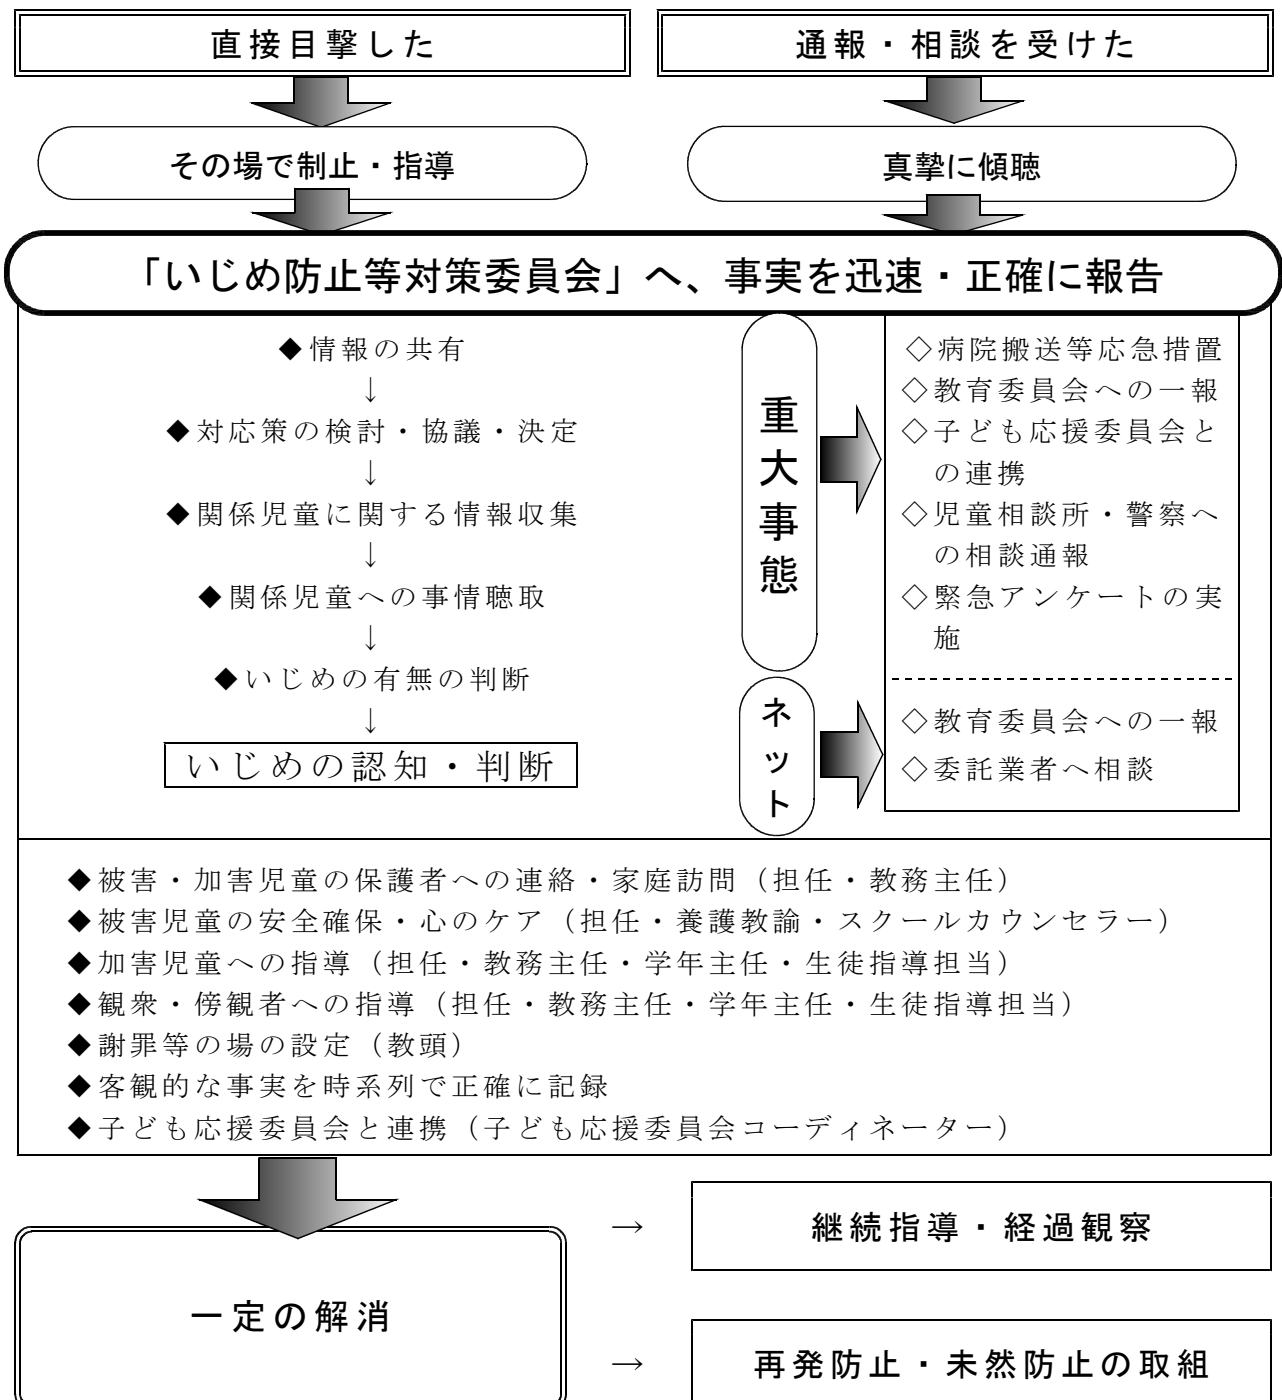 直接目撃した
通報・相談を受けた
その場で制止・指導
真摯に傾聴
「いじめ防止等対策委員会」へ、事実を迅速・正確に報告
◆情報の共有
↓
◆対応策の検討・協議・決定
↓
◆関係児童に関する情報収集
↓
◆関係児童への事情聴取
↓
◆いじめの有無の判断
↓
いじめの認知・判断
重大事態
◇病院搬送等応急措置
◇教育委員会への一報
◇子ども応援委員会と
の連携
◇児童相談所・警察へ
の相談通報
◇緊急アンケートの実
施
ネット
◇教育委員会への一報
◇委託業者へ相談
◆被害・加害児童の保護者への連絡・家庭訪問（担任・教務主任）
◆被害児童の安全確保・心のケア（担任・養護教諭・スクールカウンセラー）
◆加害児童への指導（担任・教務主任・学年主任・生徒指導担当）
◆観衆・傍観者への指導（担任・教務主任・学年主任・生徒指導担当）
◆謝罪等の場の設定（教頭）
◆客観的な事実を時系列で正確に記録
◆子ども応援委員会と連携（子ども応援委員会コーディネーター）
一定の解消
→
継続指導・経過観察
→
再発防止・未然防止の取組